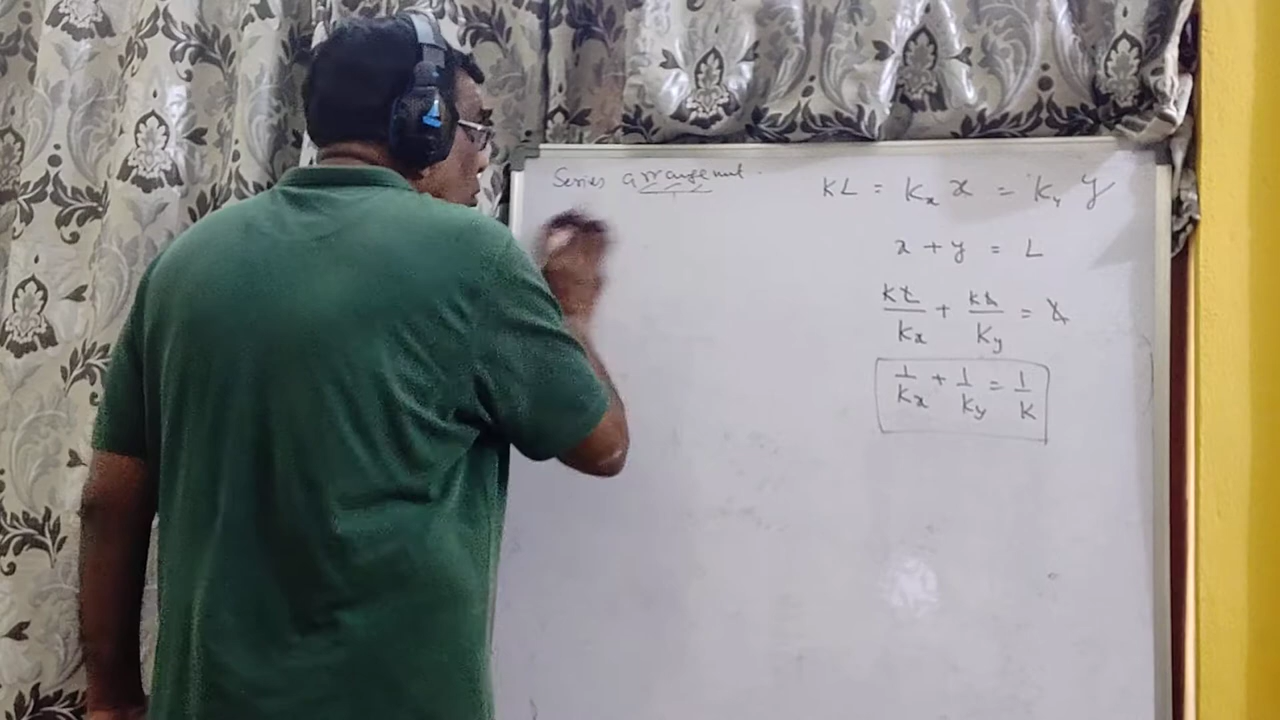 Series arrangement.
KL = Kx x = Ky y
x + y = L
KL/Kx + KL/Ky = L
1/Kx + 1/Ky = 1/K